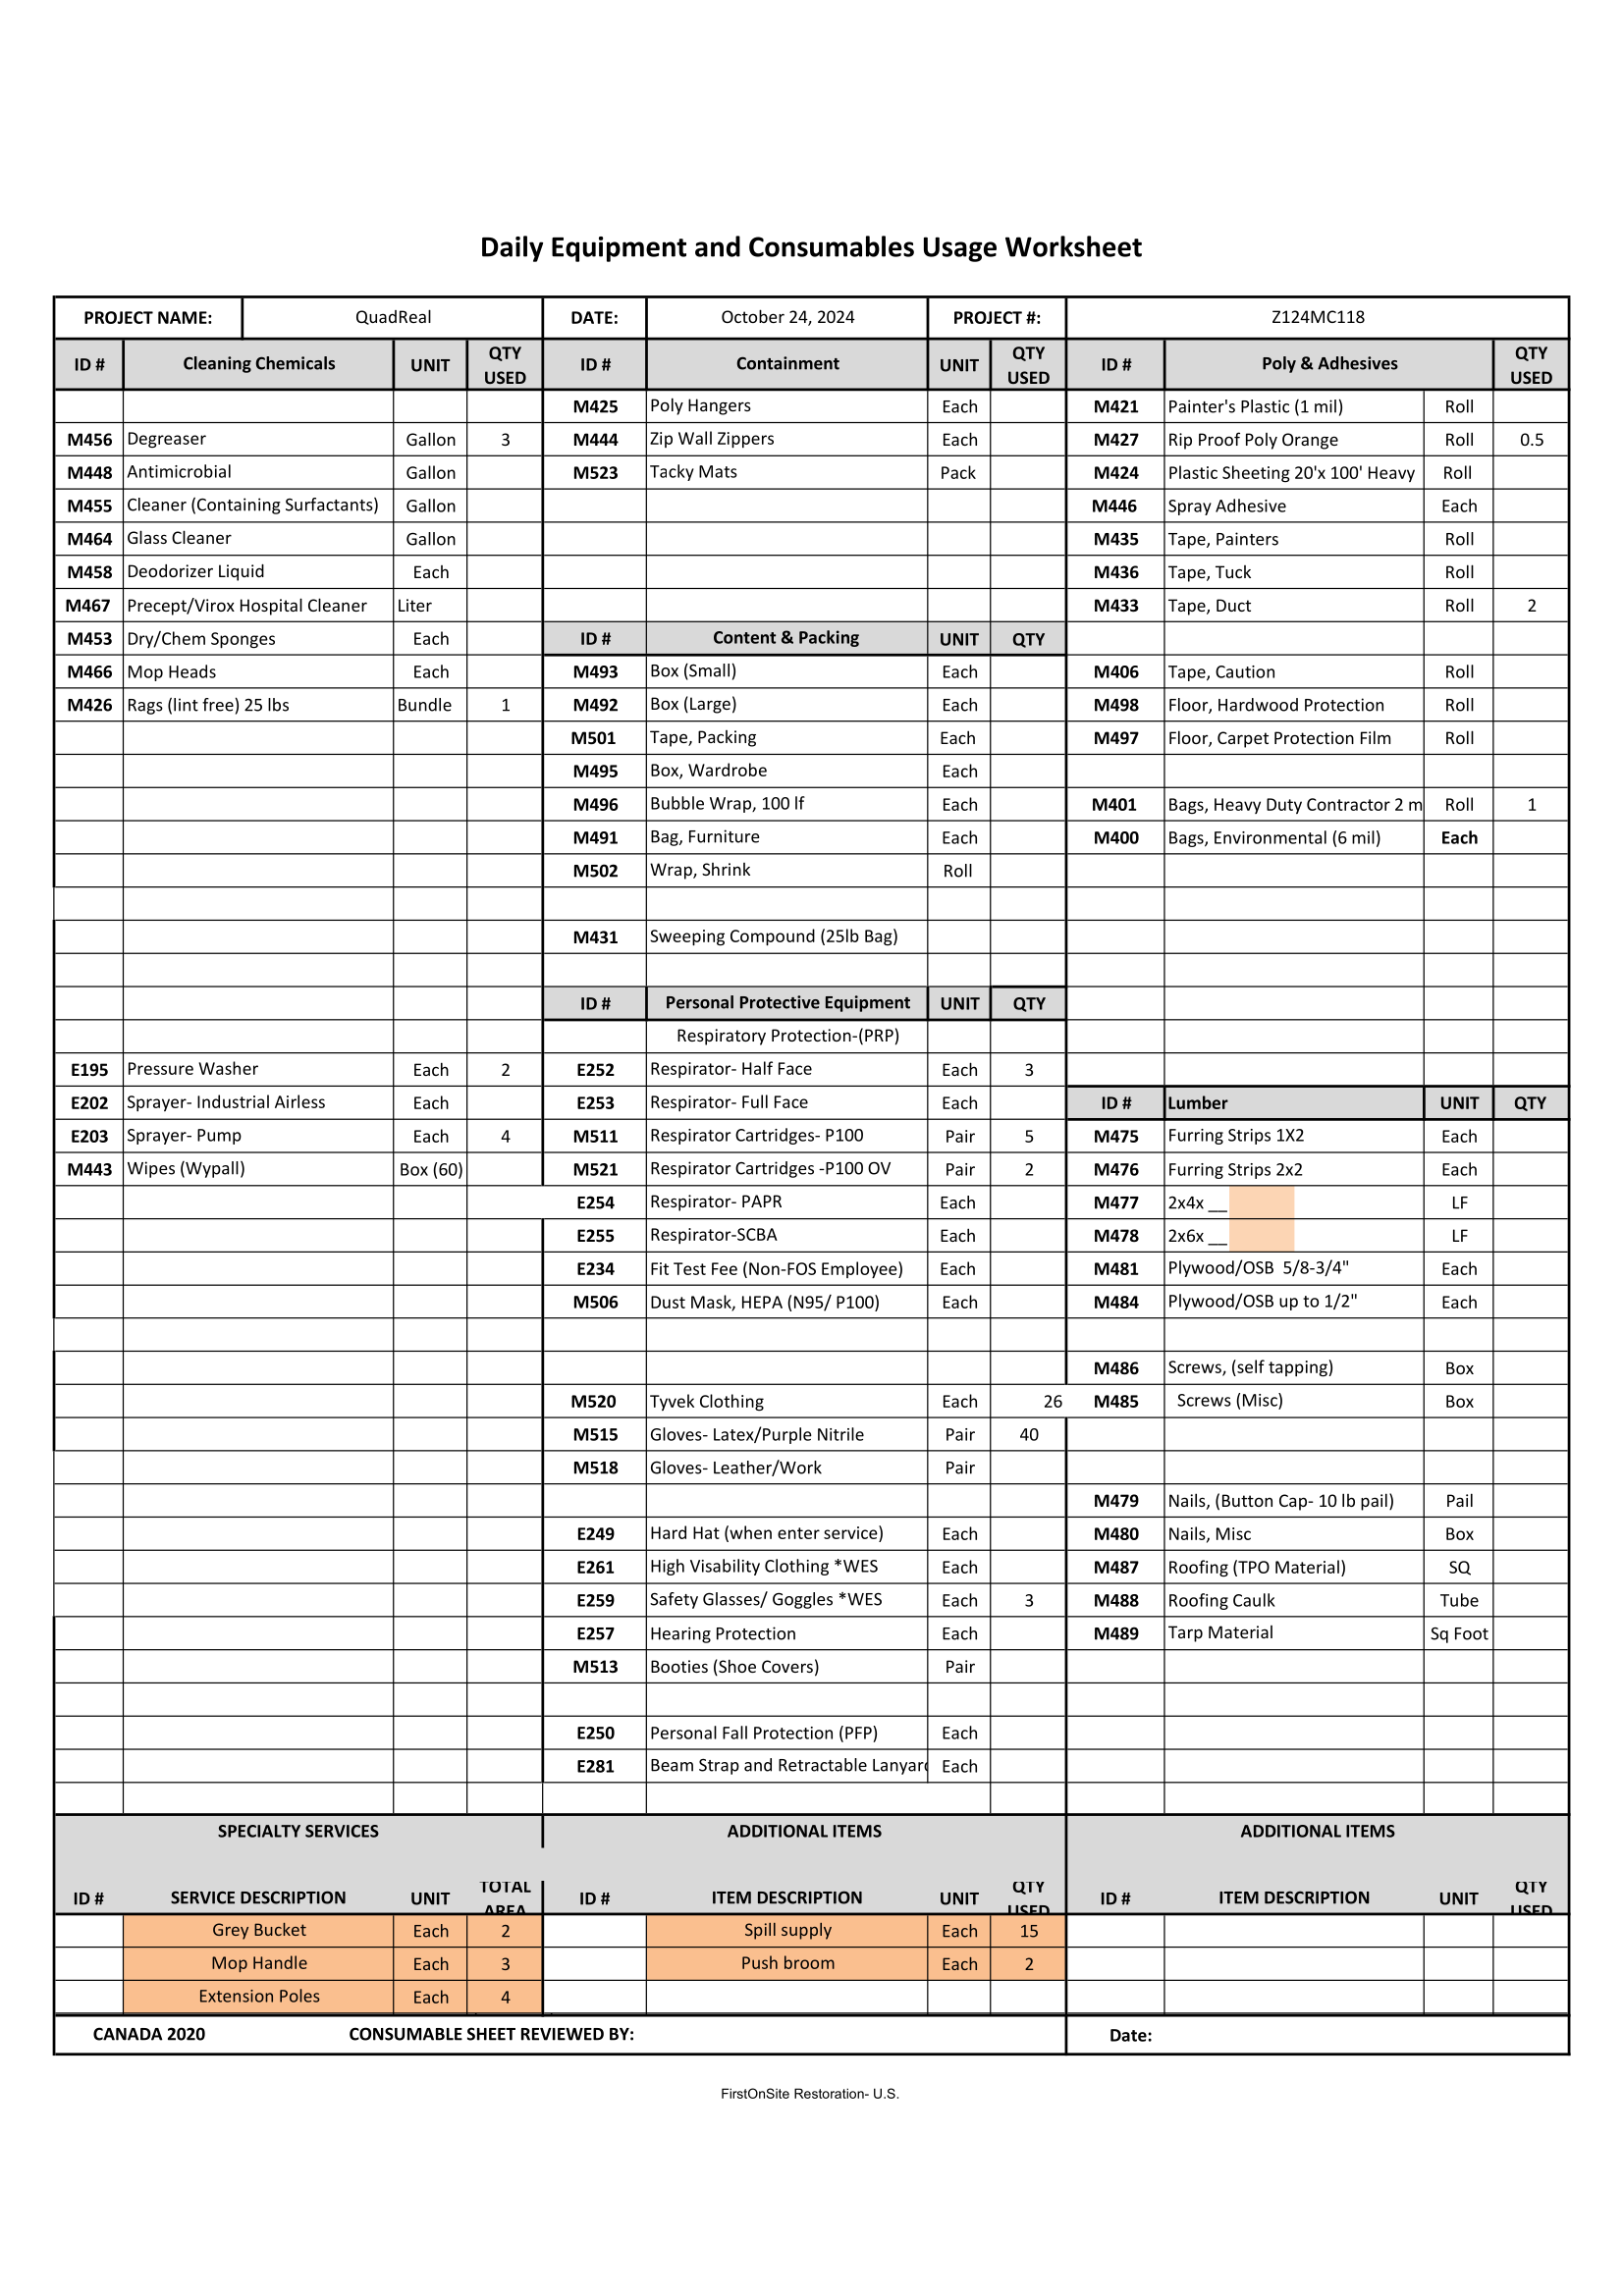 Daily Equipment and Consumables Usage Worksheet
PROJECT NAME: QuadReal DATE: October 24, 2024 PROJECT #: Z124MC118
ID # Cleaning Chemicals UNIT QTY USED ID # Containment UNIT QTY USED ID # Poly & Adhesives QTY USED
M425 Poly Hangers Each M421 Painter's Plastic (1 mil) Roll
M456 Degreaser Gallon 3 M444 Zip Wall Zippers Each M427 Rip Proof Poly Orange Roll 0.5
M448 Antimicrobial Gallon M523 Tacky Mats Pack M424 Plastic Sheeting 20'x 100' Heavy Roll
M455 Cleaner (Containing Surfactants) Gallon M446 Spray Adhesive Each
M464 Glass Cleaner Gallon M435 Tape, Painters Roll
M458 Deodorizer Liquid Each M436 Tape, Tuck Roll
M467 Precept/Virox Hospital Cleaner Liter M433 Tape, Duct Roll 2
M453 Dry/Chem Sponges Each ID # Content & Packing UNIT QTY
M466 Mop Heads Each M493 Box (Small) Each M406 Tape, Caution Roll
M426 Rags (lint free) 25 lbs Bundle 1 M492 Box (Large) Each M498 Floor, Hardwood Protection Roll
M501 Tape, Packing Each M497 Floor, Carpet Protection Film Roll
M495 Box, Wardrobe Each
M496 Bubble Wrap, 100 lf Each M401 Bags, Heavy Duty Contractor 2 m Roll 1
M491 Bag, Furniture Each M400 Bags, Environmental (6 mil) Each
M502 Wrap, Shrink Roll
M431 Sweeping Compound (25lb Bag)
ID # Personal Protective Equipment UNIT QTY
Respiratory Protection-(PRP)
E195 Pressure Washer Each 2 E252 Respirator- Half Face Each 3
E202 Sprayer- Industrial Airless Each E253 Respirator- Full Face Each ID # Lumber UNIT QTY
E203 Sprayer- Pump Each 4 M511 Respirator Cartridges- P100 Pair 5 M475 Furring Strips 1X2 Each
M443 Wipes (Wypall) Box (60) M521 Respirator Cartridges -P100 OV Pair 2 M476 Furring Strips 2x2 Each
E254 Respirator- PAPR Each M477 2x4x __ LF
E255 Respirator-SCBA Each M478 2x6x __ LF
E234 Fit Test Fee (Non-FOS Employee) Each M481 Plywood/OSB 5/8-3/4" Each
M506 Dust Mask, HEPA (N95/ P100) Each M484 Plywood/OSB up to 1/2" Each
M486 Screws, (self tapping) Box
M520 Tyvek Clothing Each 26 M485 Screws (Misc) Box
M515 Gloves- Latex/Purple Nitrile Pair 40
M518 Gloves- Leather/Work Pair
M479 Nails, (Button Cap- 10 lb pail) Pail
E249 Hard Hat (when enter service) Each M480 Nails, Misc Box
E261 High Visability Clothing *WES Each M487 Roofing (TPO Material) SQ
E259 Safety Glasses/ Goggles *WES Each 3 M488 Roofing Caulk Tube
E257 Hearing Protection Each M489 Tarp Material Sq Foot
M513 Booties (Shoe Covers) Pair
E250 Personal Fall Protection (PFP) Each
E281 Beam Strap and Retractable Lanyard Each
SPECIALTY SERVICES ADDITIONAL ITEMS ADDITIONAL ITEMS
ID # SERVICE DESCRIPTION UNIT TOTAL AREA ID # ITEM DESCRIPTION UNIT QTY USED ID # ITEM DESCRIPTION UNIT QTY USED
Grey Bucket Each 2 Spill supply Each 15
Mop Handle Each 3 Push broom Each 2
Extension Poles Each 4
CANADA 2020 CONSUMABLE SHEET REVIEWED BY: Date:
FirstOnSite Restoration- U.S.